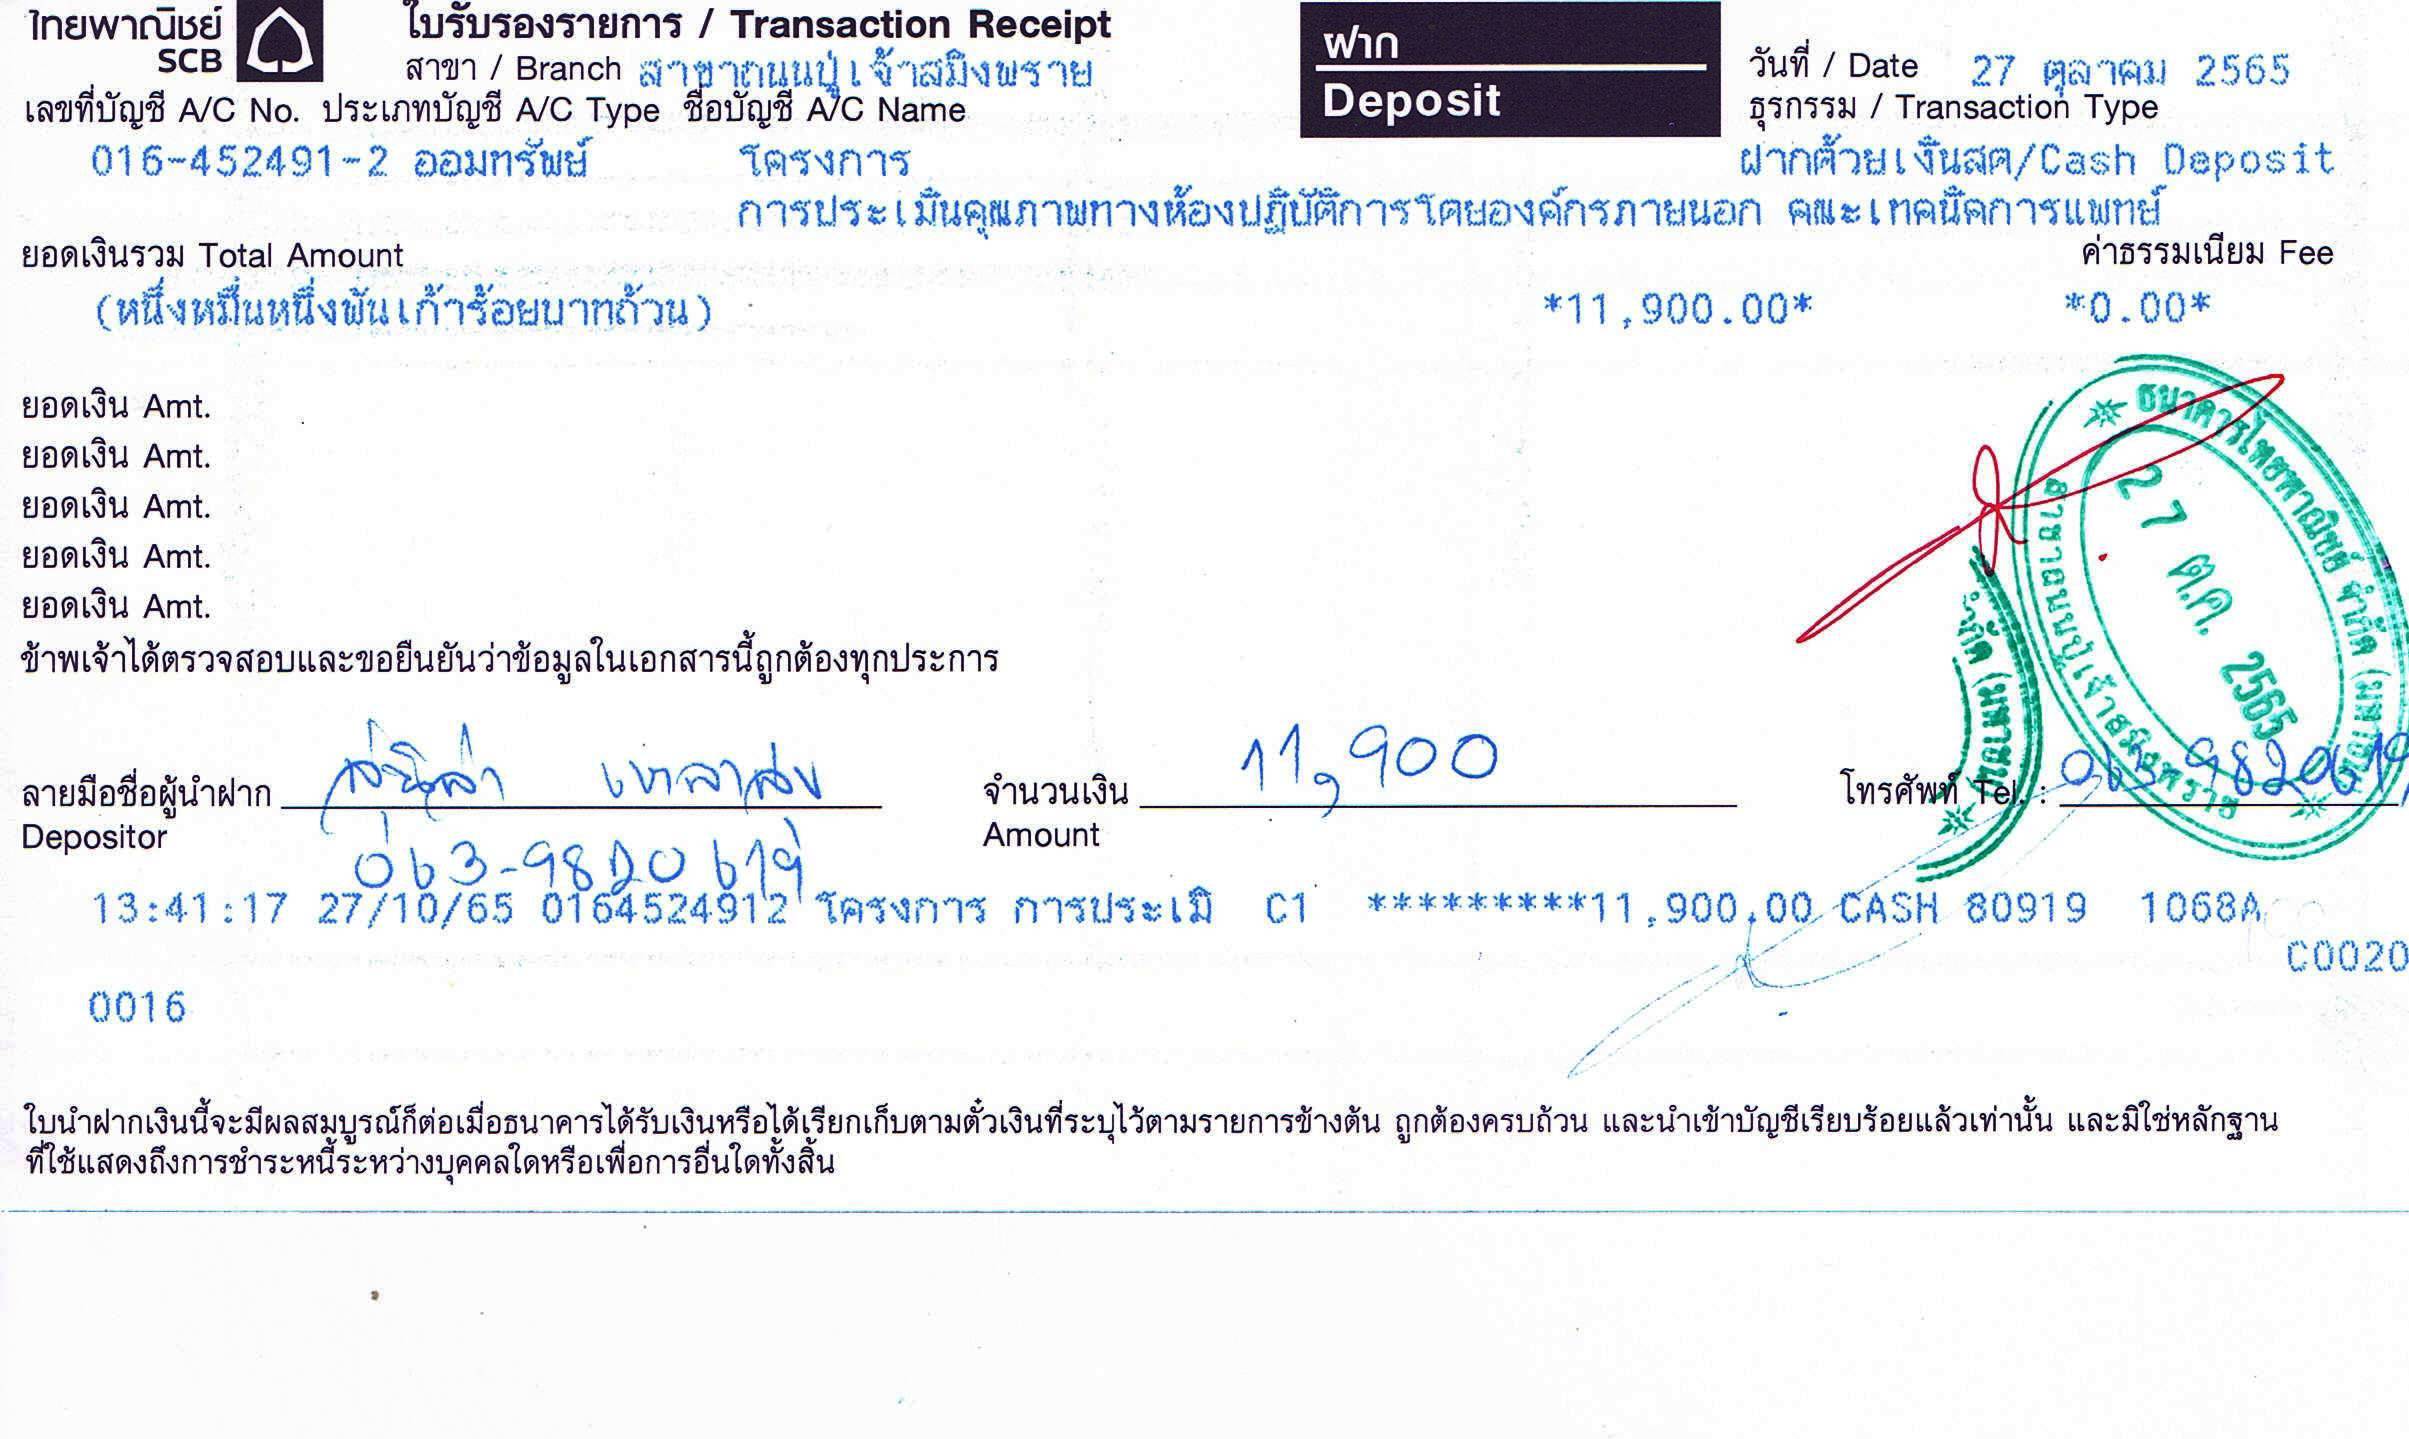 ไทยพาณิชย์
SCB
ใบรับรองรายการ / Transaction Receipt
สาขา / Branch สาขาถนนปู่เจ้าสมิงพราย
ฝาก
Deposit
วันที่ / Date 27 ตุลาคม 2565
ธุรกรรม / Transaction Type
เลขที่บัญชี A/C No. ประเภทบัญชี A/C Type ชื่อบัญชี A/C Name
016-452491-2 ออมทรัพย์ โครงการ ฝากด้วยเงินสด/Cash Deposit
การประเมินคุณภาพทางห้องปฏิบัติการโดยองค์กรภายนอก คณะเทคนิคการแพทย์
ยอดเงินรวม Total Amount ค่าธรรมเนียม Fee
(หนึ่งหมื่นหนึ่งพันเก้าร้อยบาทถ้วน) *11,900.00* *0.00*
ยอดเงิน Amt.
ยอดเงิน Amt.
ยอดเงิน Amt.
ยอดเงิน Amt.
ยอดเงิน Amt.
ธนาคารไทยพาณิชย์ จำกัด (มหาชน)
27 ต.ค. 2565
สาขาถนนปู่เจ้าสมิงพราย
จำกัด (มหาชน)
ข้าพเจ้าได้ตรวจสอบและขอยืนยันว่าข้อมูลในเอกสารนี้ถูกต้องทุกประการ
ลายมือชื่อผู้นำฝาก จำนวนเงิน 11,900 โทรศัพท์ Tel. : 063 9820619
Depositor Amount
063-9820619
13:41:17 27/10/65 0164524912 โครงการ การประเมิ C1 *********11,900.00 CASH 80919 1068A
C0020
0016
ใบนำฝากเงินนี้จะมีผลสมบูรณ์ก็ต่อเมื่อธนาคารได้รับเงินหรือได้เรียกเก็บตามตั๋วเงินที่ระบุไว้ตามรายการข้างต้น ถูกต้องครบถ้วน และนำเข้าบัญชีเรียบร้อยแล้วเท่านั้น และมิใช่หลักฐาน
ที่ใช้แสดงถึงการชำระหนี้ระหว่างบุคคลใดหรือเพื่อการอื่นใดทั้งสิ้น